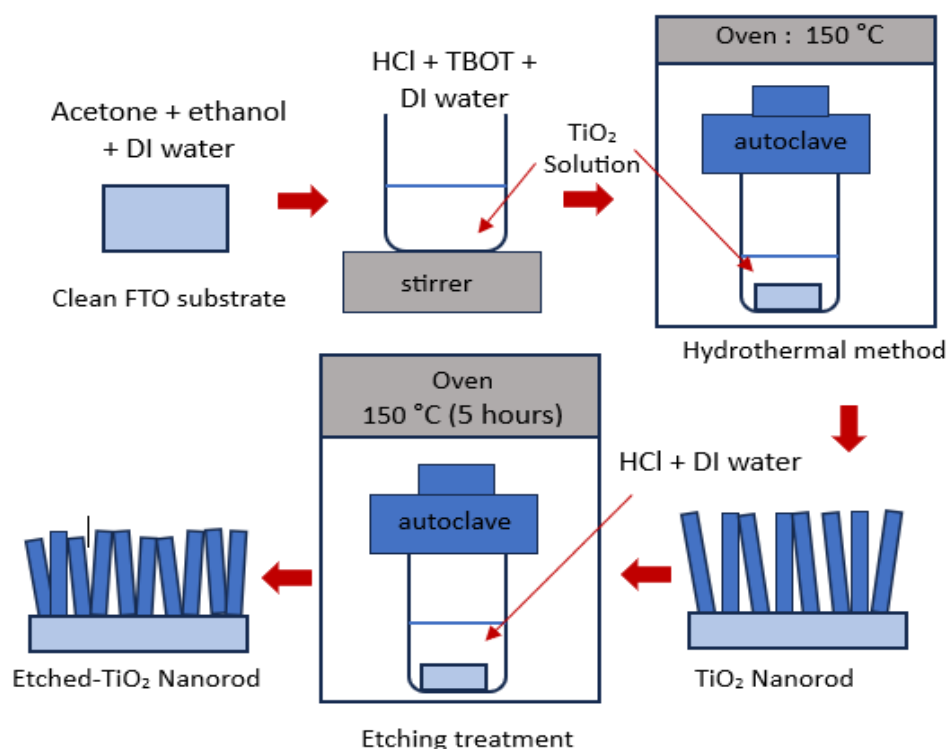 Acetone + ethanol
+ DI water
Clean FTO substrate
HCl + TBOT +
DI water
TiO₂
Solution
stirrer
Oven : 150 °C
autoclave
Hydrothermal method
HCl + DI water
TiO₂ Nanorod
Oven
150 °C (5 hours)
autoclave
Etching treatment
Etched-TiO₂ Nanorod